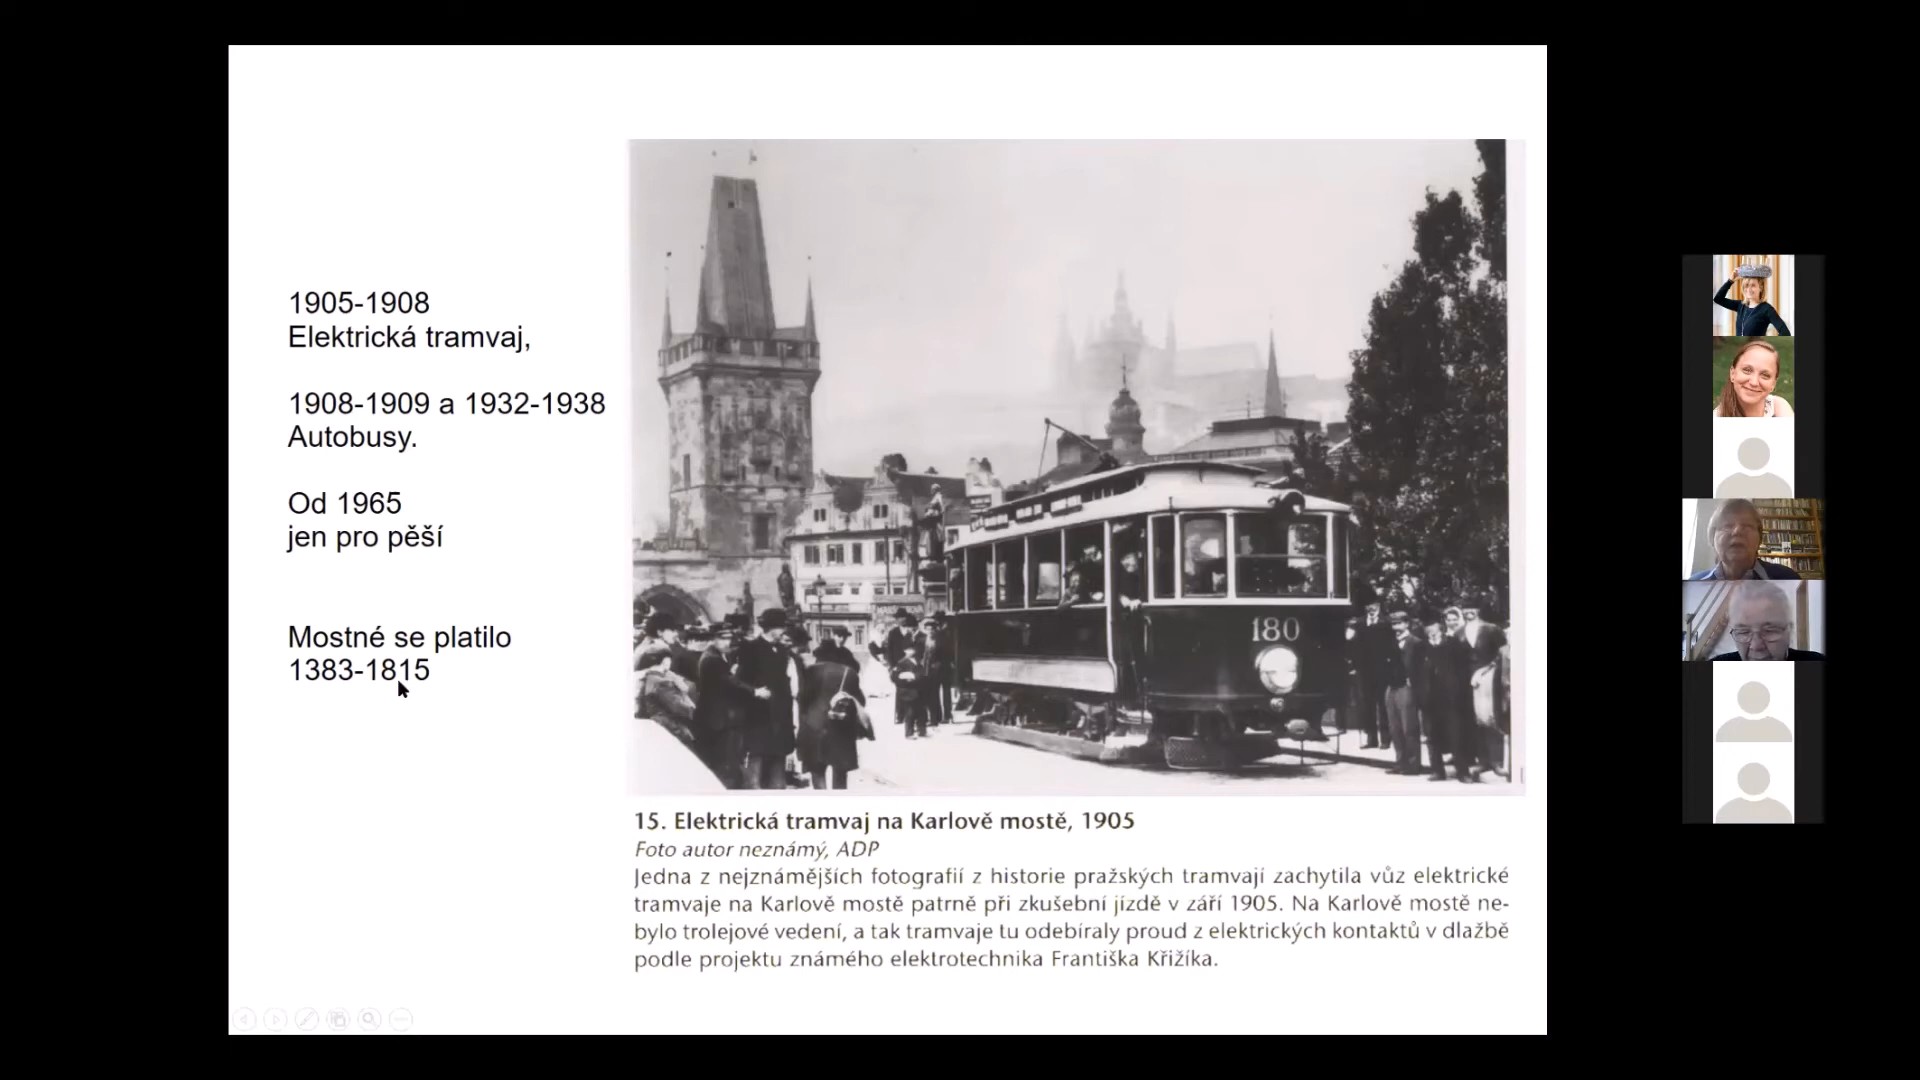 1905-1908
Elektrická tramvaj,
1908-1909 a 1932-1938
Autobusy.
Od 1965
jen pro pěší
Mostné se platilo
1383-1815
180
15. Elektrická tramvaj na Karlově mostě, 1905
Foto autor neznámý, ADP
Jedna z nejznámějších fotografií z historie pražských tramvají zachytila vůz elektrické
tramvaje na Karlově mostě patrně při zkušební jízdě v září 1905. Na Karlově mostě ne-
bylo trolejové vedení, a tak tramvaje tu odebíraly proud z elektrických kontaktů v dlažbě
podle projektu známého elektrotechnika Františka Křižíka.